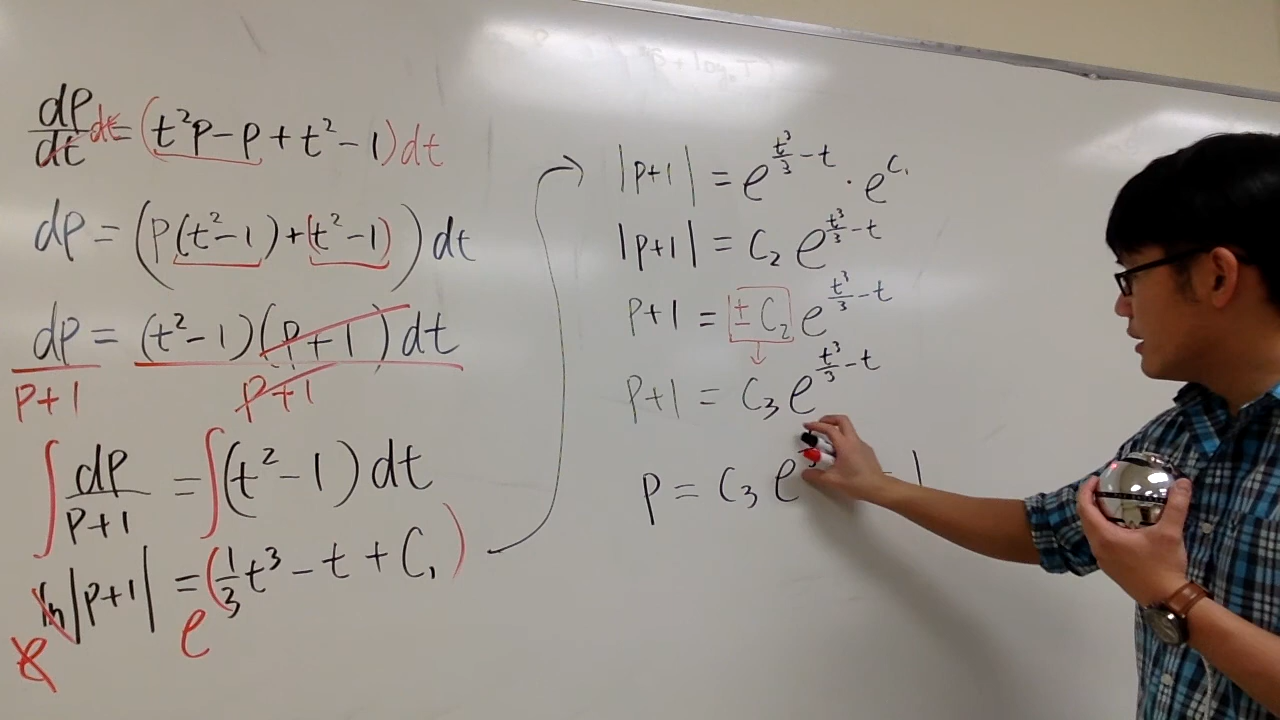 dp/dt dt = (t²p - p + t² - 1)dt
dp = (p(t² - 1) + (t² - 1)) dt
dp/p+1 = (t² - 1)(p + 1)dt/p+1
∫ dp/p+1 = ∫(t² - 1) dt
e ln|p+1| = e (1/3 t³ - t + C₁)
|p+1| = e^(t³/3 - t) · e^C₁
|p+1| = C₂ e^(t³/3 - t)
p+1 = ± C₂ e^(t³/3 - t)
p+1 = C₃ e^(t³/3 - t)
p = C₃ e - 1